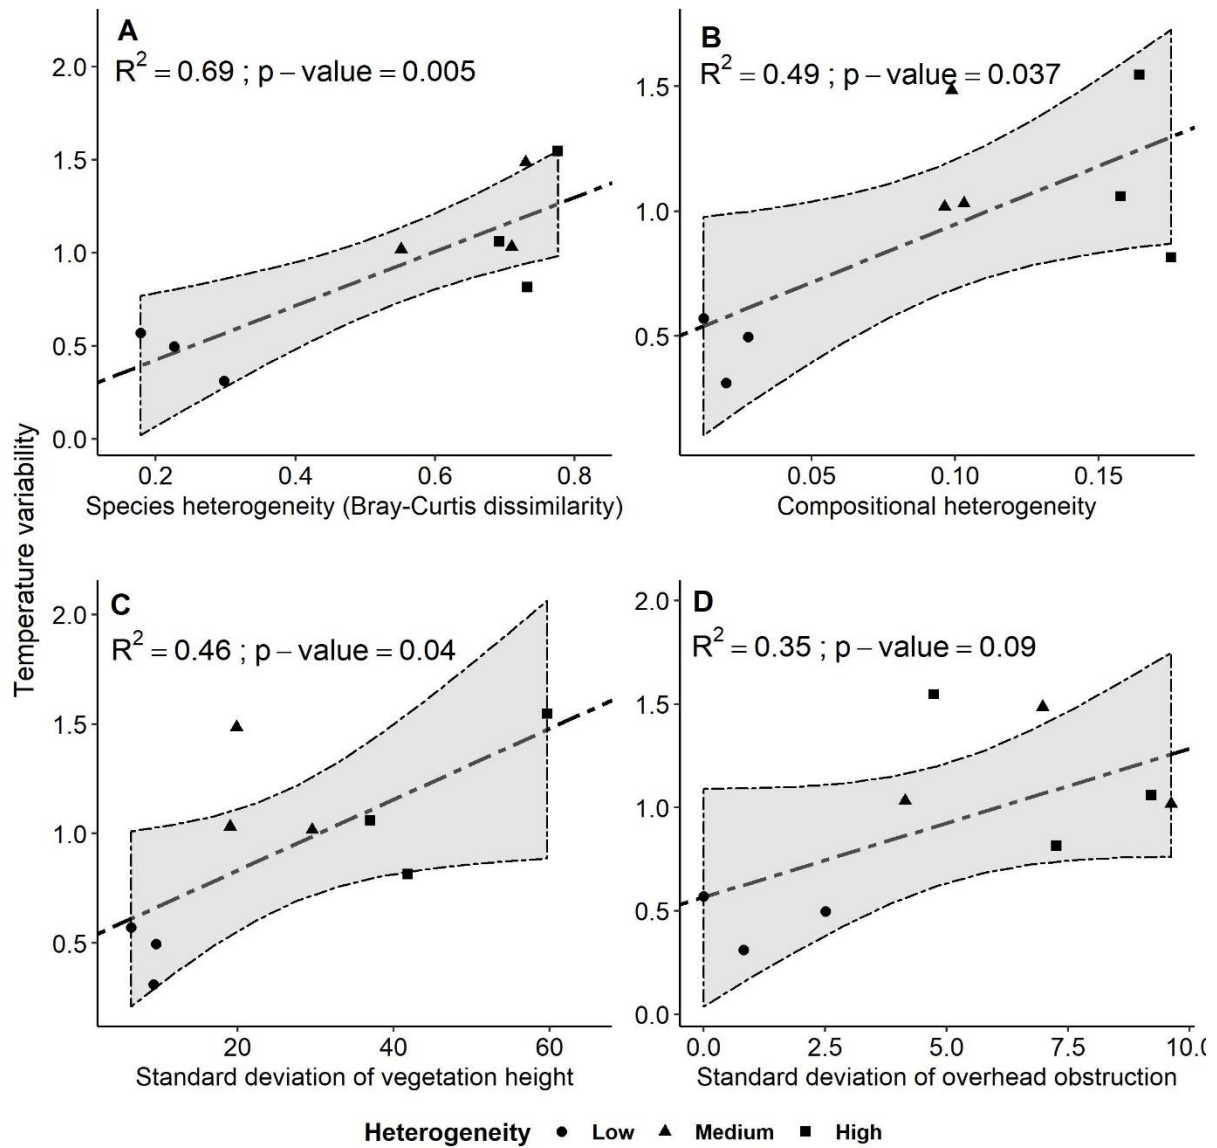 A
R² = 0.69 ; p − value = 0.005
2.0
1.5
1.0
0.5
0.0
0.2 0.4 0.6 0.8
Species heterogeneity (Bray-Curtis dissimilarity)
B
R² = 0.49 ; p − value = 0.037
1.5
1.0
0.5
0.05 0.10 0.15
Compositional heterogeneity
Temperature variability
C
R² = 0.46 ; p − value = 0.04
2.0
1.5
1.0
0.5
20 40 60
Standard deviation of vegetation height
D
R² = 0.35 ; p − value = 0.09
2.0
1.5
1.0
0.5
0.0
0.0 2.5 5.0 7.5 10.0
Standard deviation of overhead obstruction
Heterogeneity Low Medium High